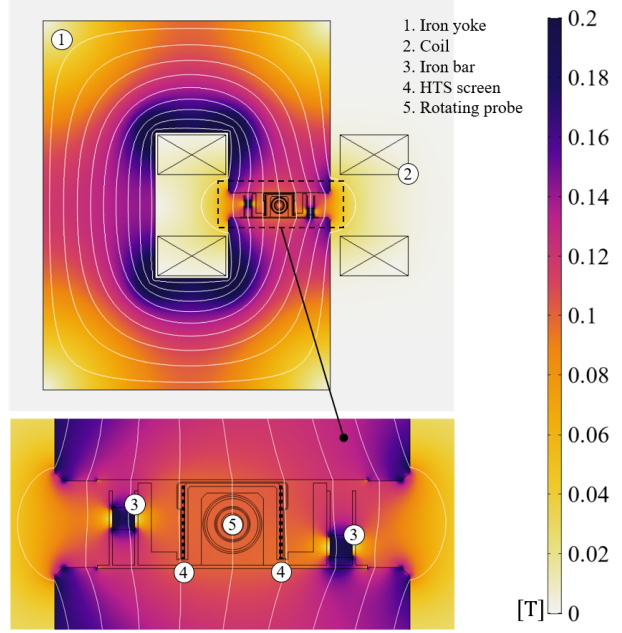 1
1. Iron yoke
2. Coil
3. Iron bar
4. HTS screen
5. Rotating probe
2
3
5
3
4
4
0.2
0.18
0.16
0.14
0.12
0.1
0.08
0.06
0.04
0.02
[T] 0